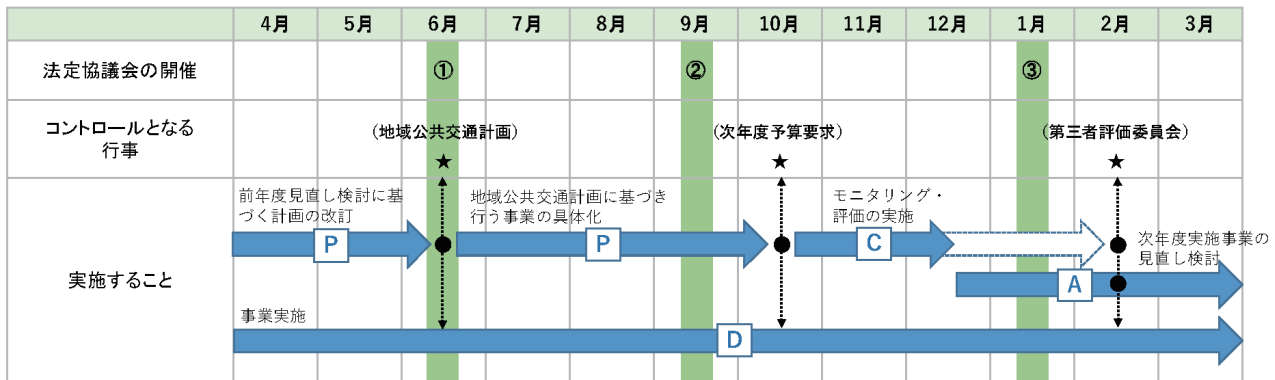 4月 5月 6月 7月 8月 9月 10月 11月 12月 1月 2月 3月
法定協議会の開催 ① ② ③
コントロールとなる
行事
(地域公共交通計画) (次年度予算要求) (第三者評価委員会)
★ ★ ★
実施すること
前年度見直し検討に基
づく計画の改訂
P
地域公共交通計画に基づき
行う事業の具体化
P
モニタリング・
評価の実施
C
次年度実施事業の
見直し検討
A
事業実施
D